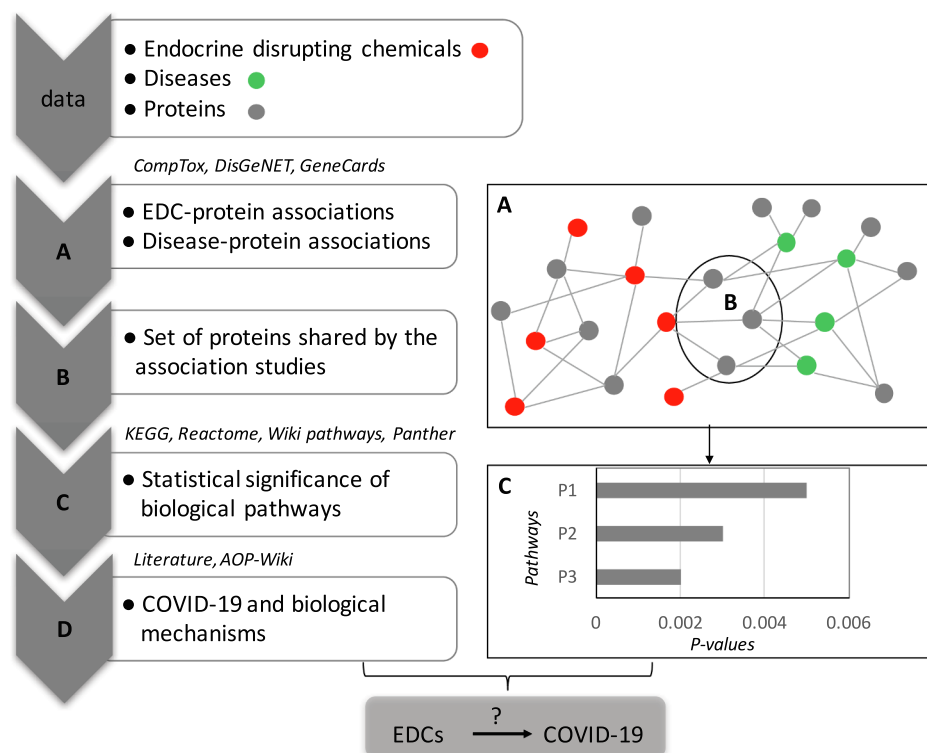 data
● Endocrine disrupting chemicals
● Diseases
● Proteins
CompTox, DisGeNET, GeneCards
A
● EDC-protein associations
● Disease-protein associations
B
● Set of proteins shared by the
association studies
KEGG, Reactome, Wiki pathways, Panther
C
● Statistical significance of
biological pathways
Literature, AOP-Wiki
D
● COVID-19 and biological
mechanisms
A
B
C
Pathways
P1
P2
P3
0 0.002 0.004 0.006
P-values
?
EDCs COVID-19